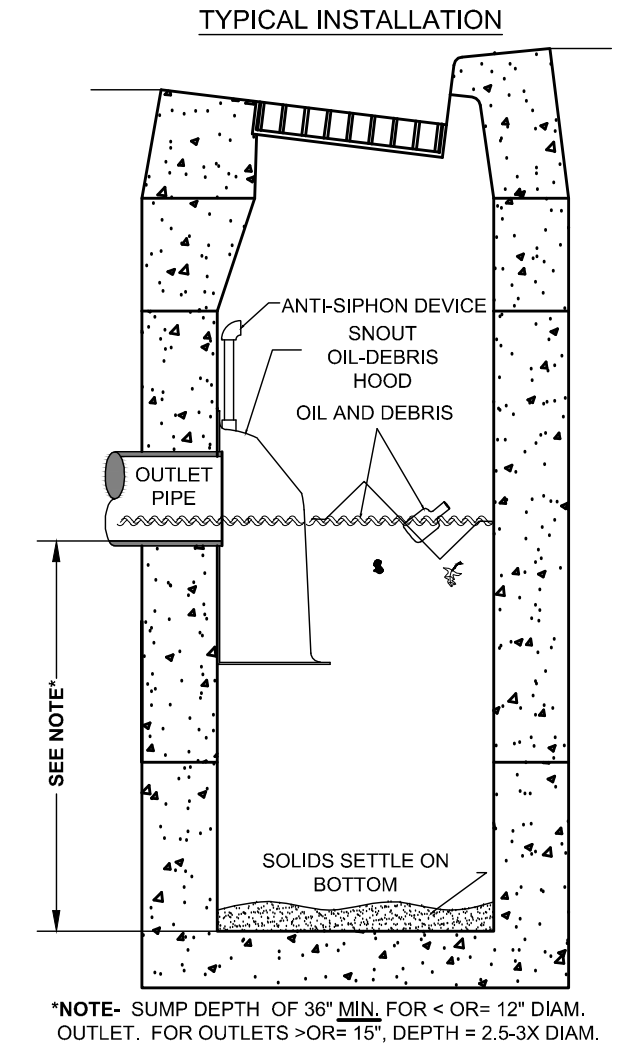 TYPICAL INSTALLATION
ANTI-SIPHON DEVICE
SNOUT
OIL-DEBRIS
HOOD
OIL AND DEBRIS
OUTLET
PIPE
SEE NOTE*
SOLIDS SETTLE ON
BOTTOM
*NOTE- SUMP DEPTH OF 36" MIN. FOR < OR= 12" DIAM.
OUTLET. FOR OUTLETS >OR= 15", DEPTH = 2.5-3X DIAM.